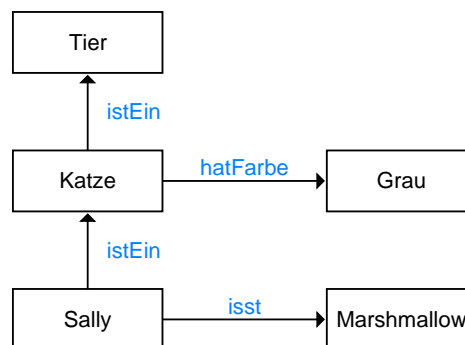 Tier
istEin
Katze
hatFarbe
Grau
istEin
Sally
isst
Marshmallow